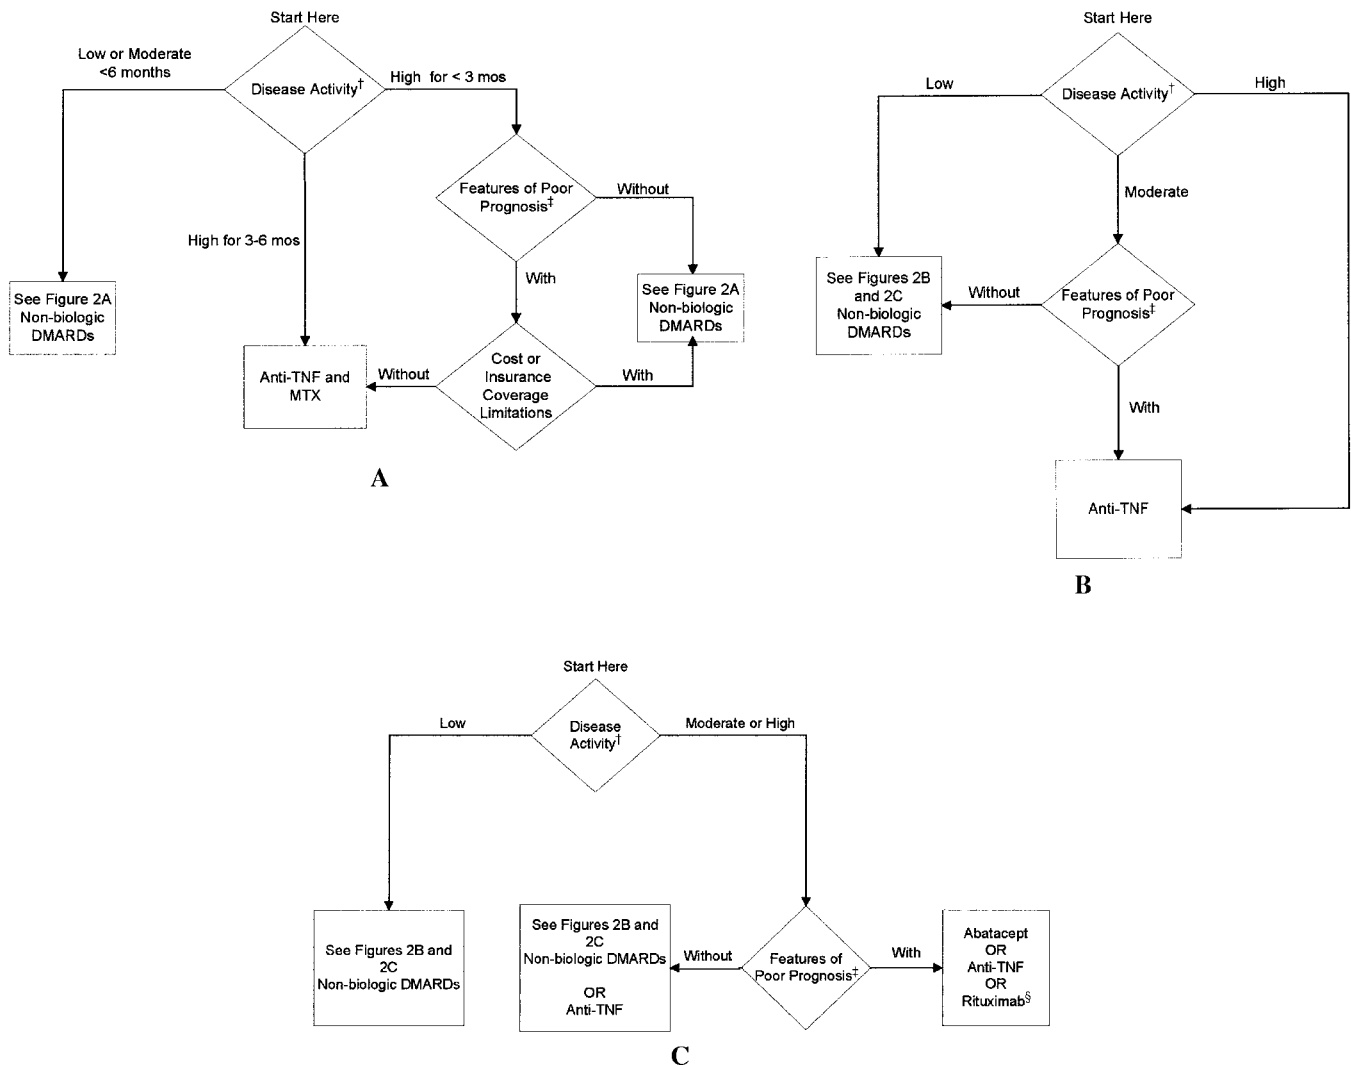 Start Here
Low or Moderate
<6 months
Disease Activity†
High for < 3 mos
Features of Poor
Prognosis‡
Without
High for 3-6 mos
With
See Figure 2A
Non-biologic
DMARDs
See Figure 2A
Non-biologic
DMARDs
Anti-TNF and
MTX
Without
Cost or
Insurance
Coverage
Limitations
With
A
Start Here
Low
Disease Activity†
High
Moderate
See Figures 2B
and 2C
Non-biologic
DMARDs
Without
Features of Poor
Prognosis‡
With
Anti-TNF
B
Start Here
Low
Disease
Activity†
Moderate or High
See Figures 2B and
2C
Non-biologic DMARDs
See Figures 2B and
2C
Non-biologic DMARDs
OR
Anti-TNF
Without
Features of
Poor Prognosis‡
With
Abatacept
OR
Anti-TNF
OR
Rituximab§
C